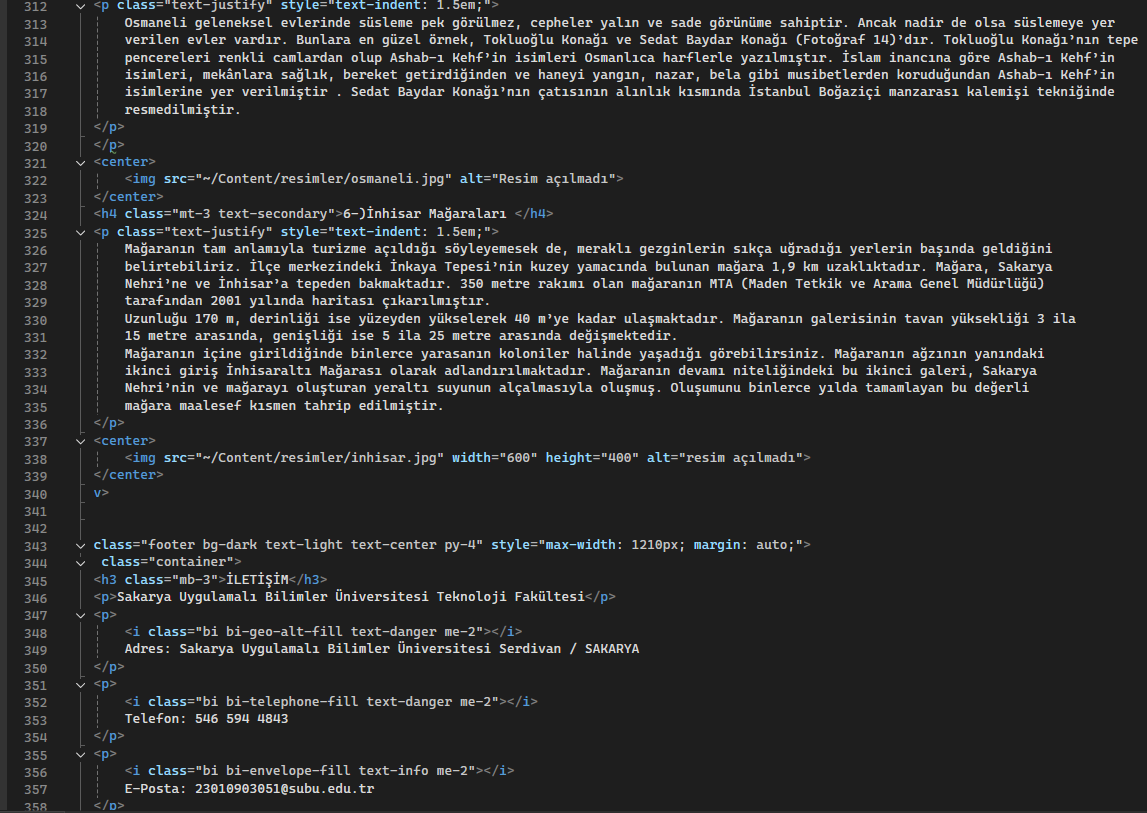 312 <p class="text-justify" style="text-indent: 1.5em;">
313 Osmaneli geleneksel evlerinde süsleme pek görülmez, cepheler yalın ve sade görünüme sahiptir. Ancak nadir de olsa süslemeye yer
314 verilen evler vardır. Bunlara en güzel örnek, Tokluoğlu Konağı ve Sedat Baydar Konağı (Fotoğraf 14)’dır. Tokluoğlu Konağı’nın tepe
315 pencereleri renkli camlardan olup Ashab-ı Kehf’in isimleri Osmanlıca harflerle yazılmıştır. İslam inancına göre Ashab-ı Kehf’in
316 isimleri, mekânlara sağlık, bereket getirdiğinden ve haneyi yangın, nazar, bela gibi musibetlerden koruduğundan Ashab-ı Kehf’in
317 isimlerine yer verilmiştir . Sedat Baydar Konağı’nın çatısının alınlık kısmında İstanbul Boğaziçi manzarası kalemişi tekniğinde
318 resmedilmiştir.
319 </p>
320 </p>
321 <center>
322 <img src="~/Content/resimler/osmaneli.jpg" alt="Resim açılmadı">
323 </center>
324 <h4 class="mt-3 text-secondary">6-)İnhisar Mağaraları </h4>
325 <p class="text-justify" style="text-indent: 1.5em;">
326 Mağaranın tam anlamıyla turizme açıldığı söyleyemesek de, meraklı gezginlerin sıkça uğradığı yerlerin başında geldiğini
327 belirtebiliriz. İlçe merkezindeki İnkaya Tepesi’nin kuzey yamacında bulunan mağara 1,9 km uzaklıktadır. Mağara, Sakarya
328 Nehri’ne ve İnhisar’a tepeden bakmaktadır. 350 metre rakımı olan mağaranın MTA (Maden Tetkik ve Arama Genel Müdürlüğü)
329 tarafından 2001 yılında haritası çıkarılmıştır.
330 Uzunluğu 170 m, derinliği ise yüzeyden yükselerek 40 m’ye kadar ulaşmaktadır. Mağaranın galerisinin tavan yüksekliği 3 ila
331 15 metre arasında, genişliği ise 5 ila 25 metre arasında değişmektedir.
332 Mağaranın içine girildiğinde binlerce yarasanın koloniler halinde yaşadığı görebilirsiniz. Mağaranın ağzının yanındaki
333 ikinci giriş İnhisaraltı Mağarası olarak adlandırılmaktadır. Mağaranın devamı niteliğindeki bu ikinci galeri, Sakarya
334 Nehri’nin ve mağarayı oluşturan yeraltı suyunun alçalmasıyla oluşmuş. Oluşumunu binlerce yılda tamamlayan bu değerli
335 mağara maalesef kısmen tahrip edilmiştir.
336 </p>
337 <center>
338 <img src="~/Content/resimler/inhisar.jpg" width="600" height="400" alt="resim açılmadı">
339 </center>
340 v>
341
342
343 class="footer bg-dark text-light text-center py-4" style="max-width: 1210px; margin: auto;">
344 class="container">
345 <h3 class="mb-3">İLETİŞİM</h3>
346 <p>Sakarya Uygulamalı Bilimler Üniversitesi Teknoloji Fakültesi</p>
347 <p>
348 <i class="bi bi-geo-alt-fill text-danger me-2"></i>
349 Adres: Sakarya Uygulamalı Bilimler Üniversitesi Serdivan / SAKARYA
350 </p>
351 <p>
352 <i class="bi bi-telephone-fill text-danger me-2"></i>
353 Telefon: 546 594 4843
354 </p>
355 <p>
356 <i class="bi bi-envelope-fill text-info me-2"></i>
357 E-Posta: 23010903051@subu.edu.tr
358 </p>